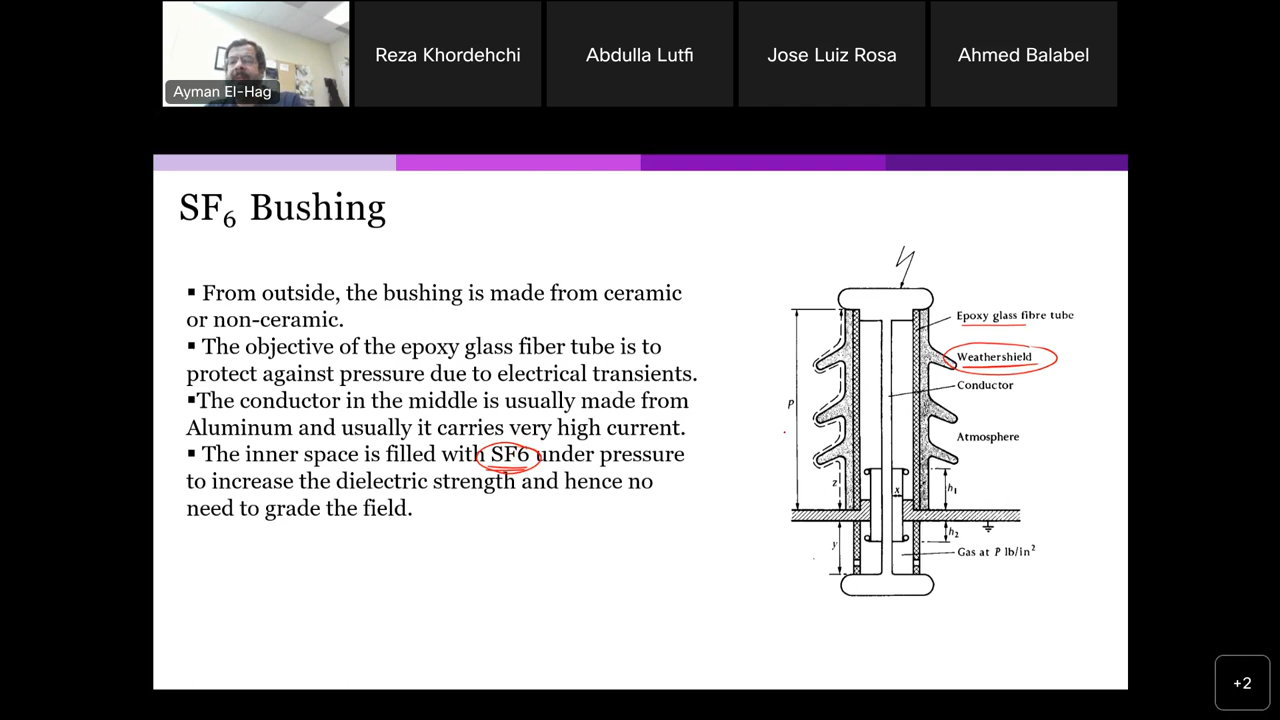 Reza Khordehchi
Abdulla Lutfi
Jose Luiz Rosa
Ahmed Balabel
Ayman El-Hag
SF₆ Bushing
▪ From outside, the bushing is made from ceramic
or non-ceramic.
▪ The objective of the epoxy glass fiber tube is to
protect against pressure due to electrical transients.
▪The conductor in the middle is usually made from
Aluminum and usually it carries very high current.
▪ The inner space is filled with SF6 under pressure
to increase the dielectric strength and hence no
need to grade the field.
Epoxy glass fibre tube
Weathershield
Conductor
P
Atmosphere
z
x
h₁
h₂
y
Gas at P lb/in²
+2